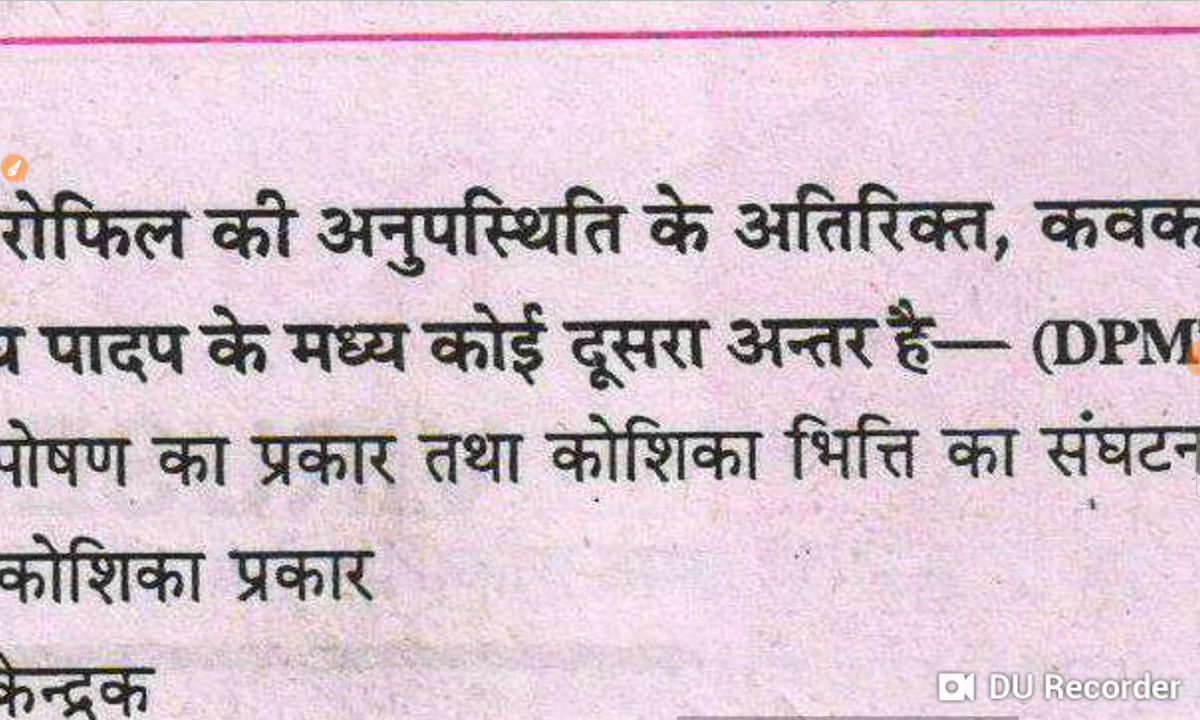 रोफिल की अनुपस्थिति के अतिरिक्त, कवक
पादप के मध्य कोई दूसरा अन्तर है— (DPM
पोषण का प्रकार तथा कोशिका भित्ति का संघटन
कोशिका प्रकार
केन्द्रक
DU Recorder